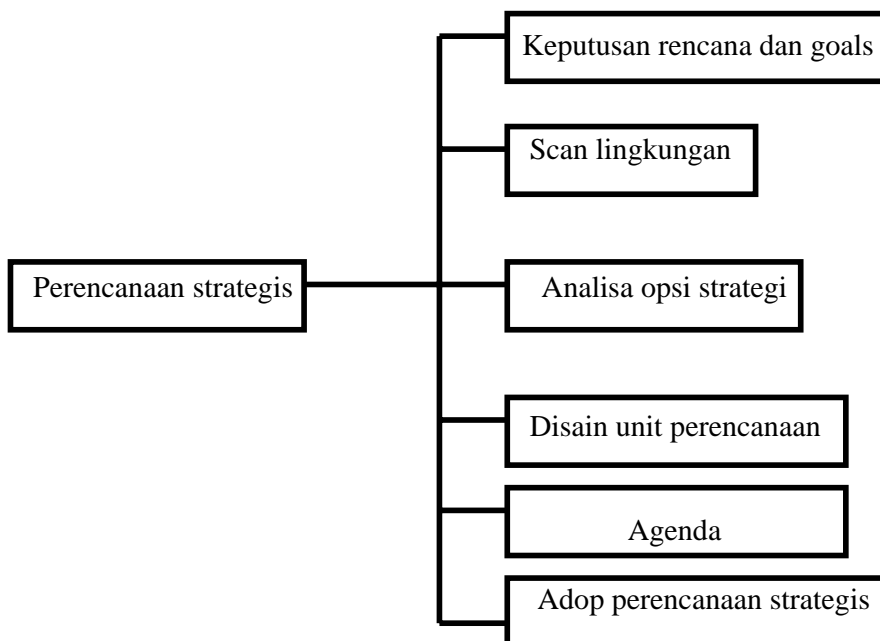 Keputusan rencana dan goals
Scan lingkungan
Perencanaan strategis
Analisa opsi strategi
Disain unit perencanaan
Agenda
Adop perencanaan strategis